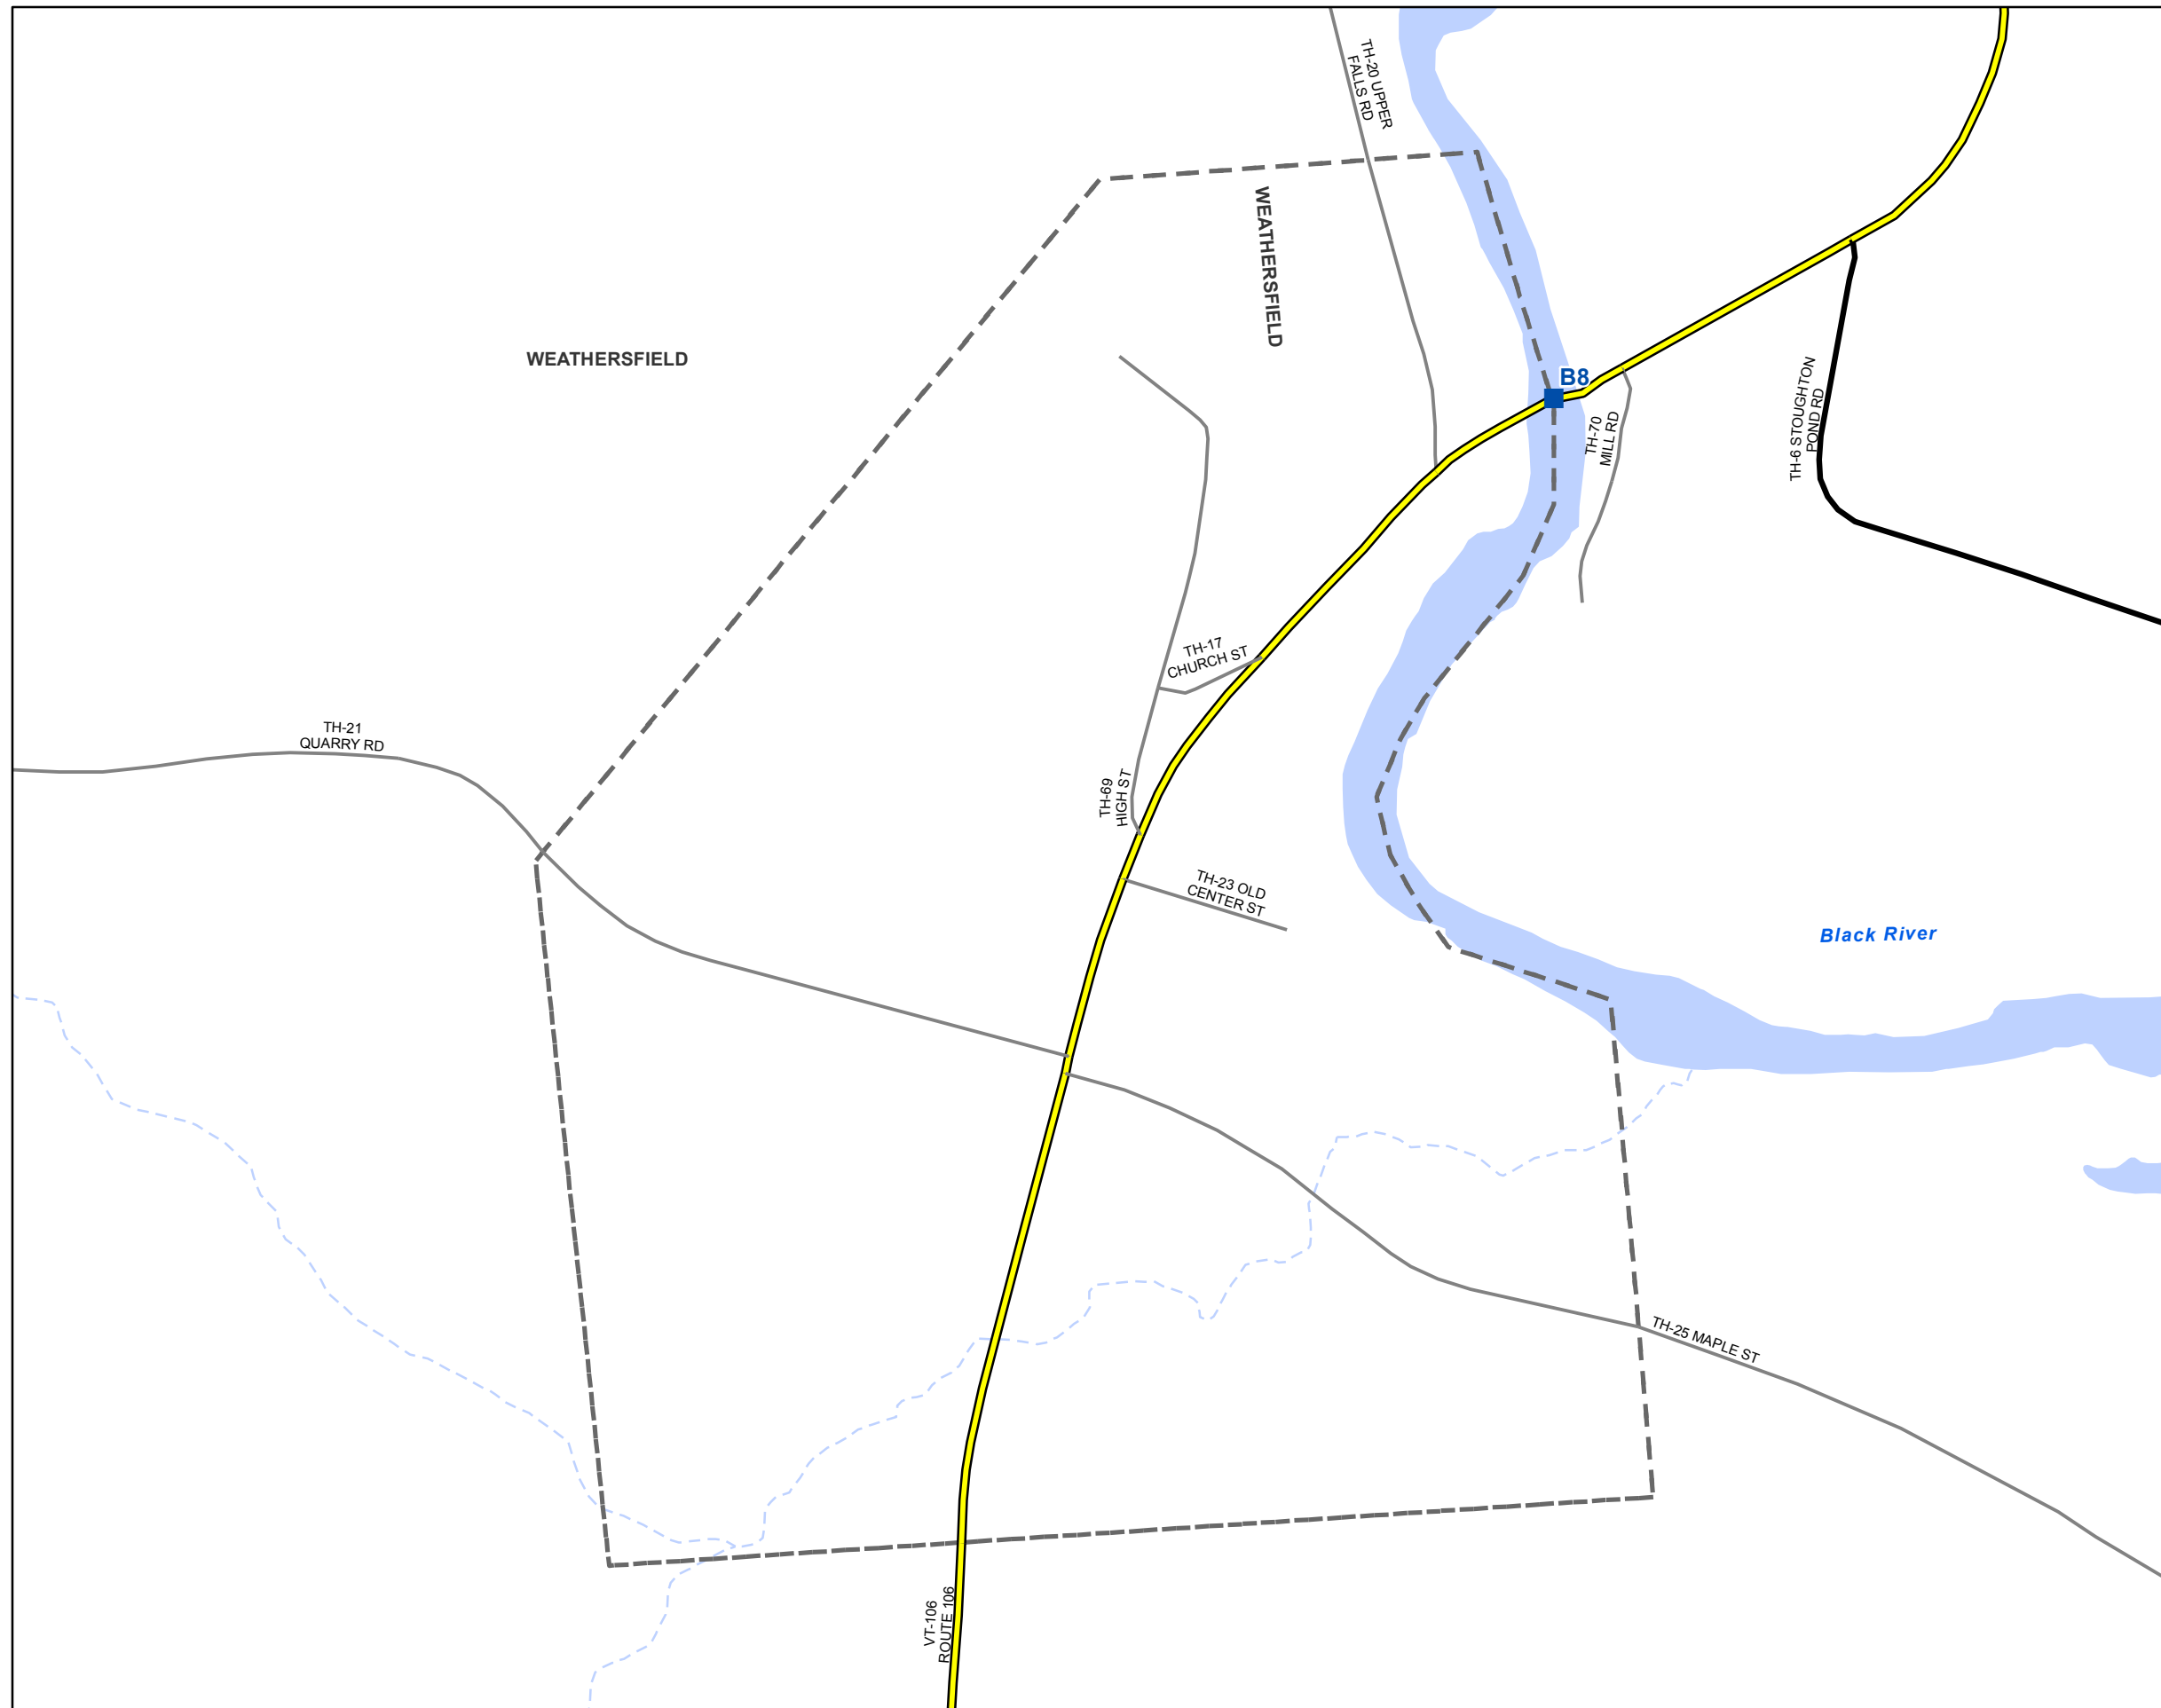 TH-20 UPPER
FALLS RD
WEATHERSFIELD
WEATHERSFIELD
B8
TH-70
MILL RD
TH-6 STOUGHTON
POND RD
TH-17
CHURCH ST
TH-21
QUARRY RD
TH-69
HIGH ST
TH-23 OLD
CENTER ST
Black River
TH-25 MAPLE ST
VT-106
ROUTE 106